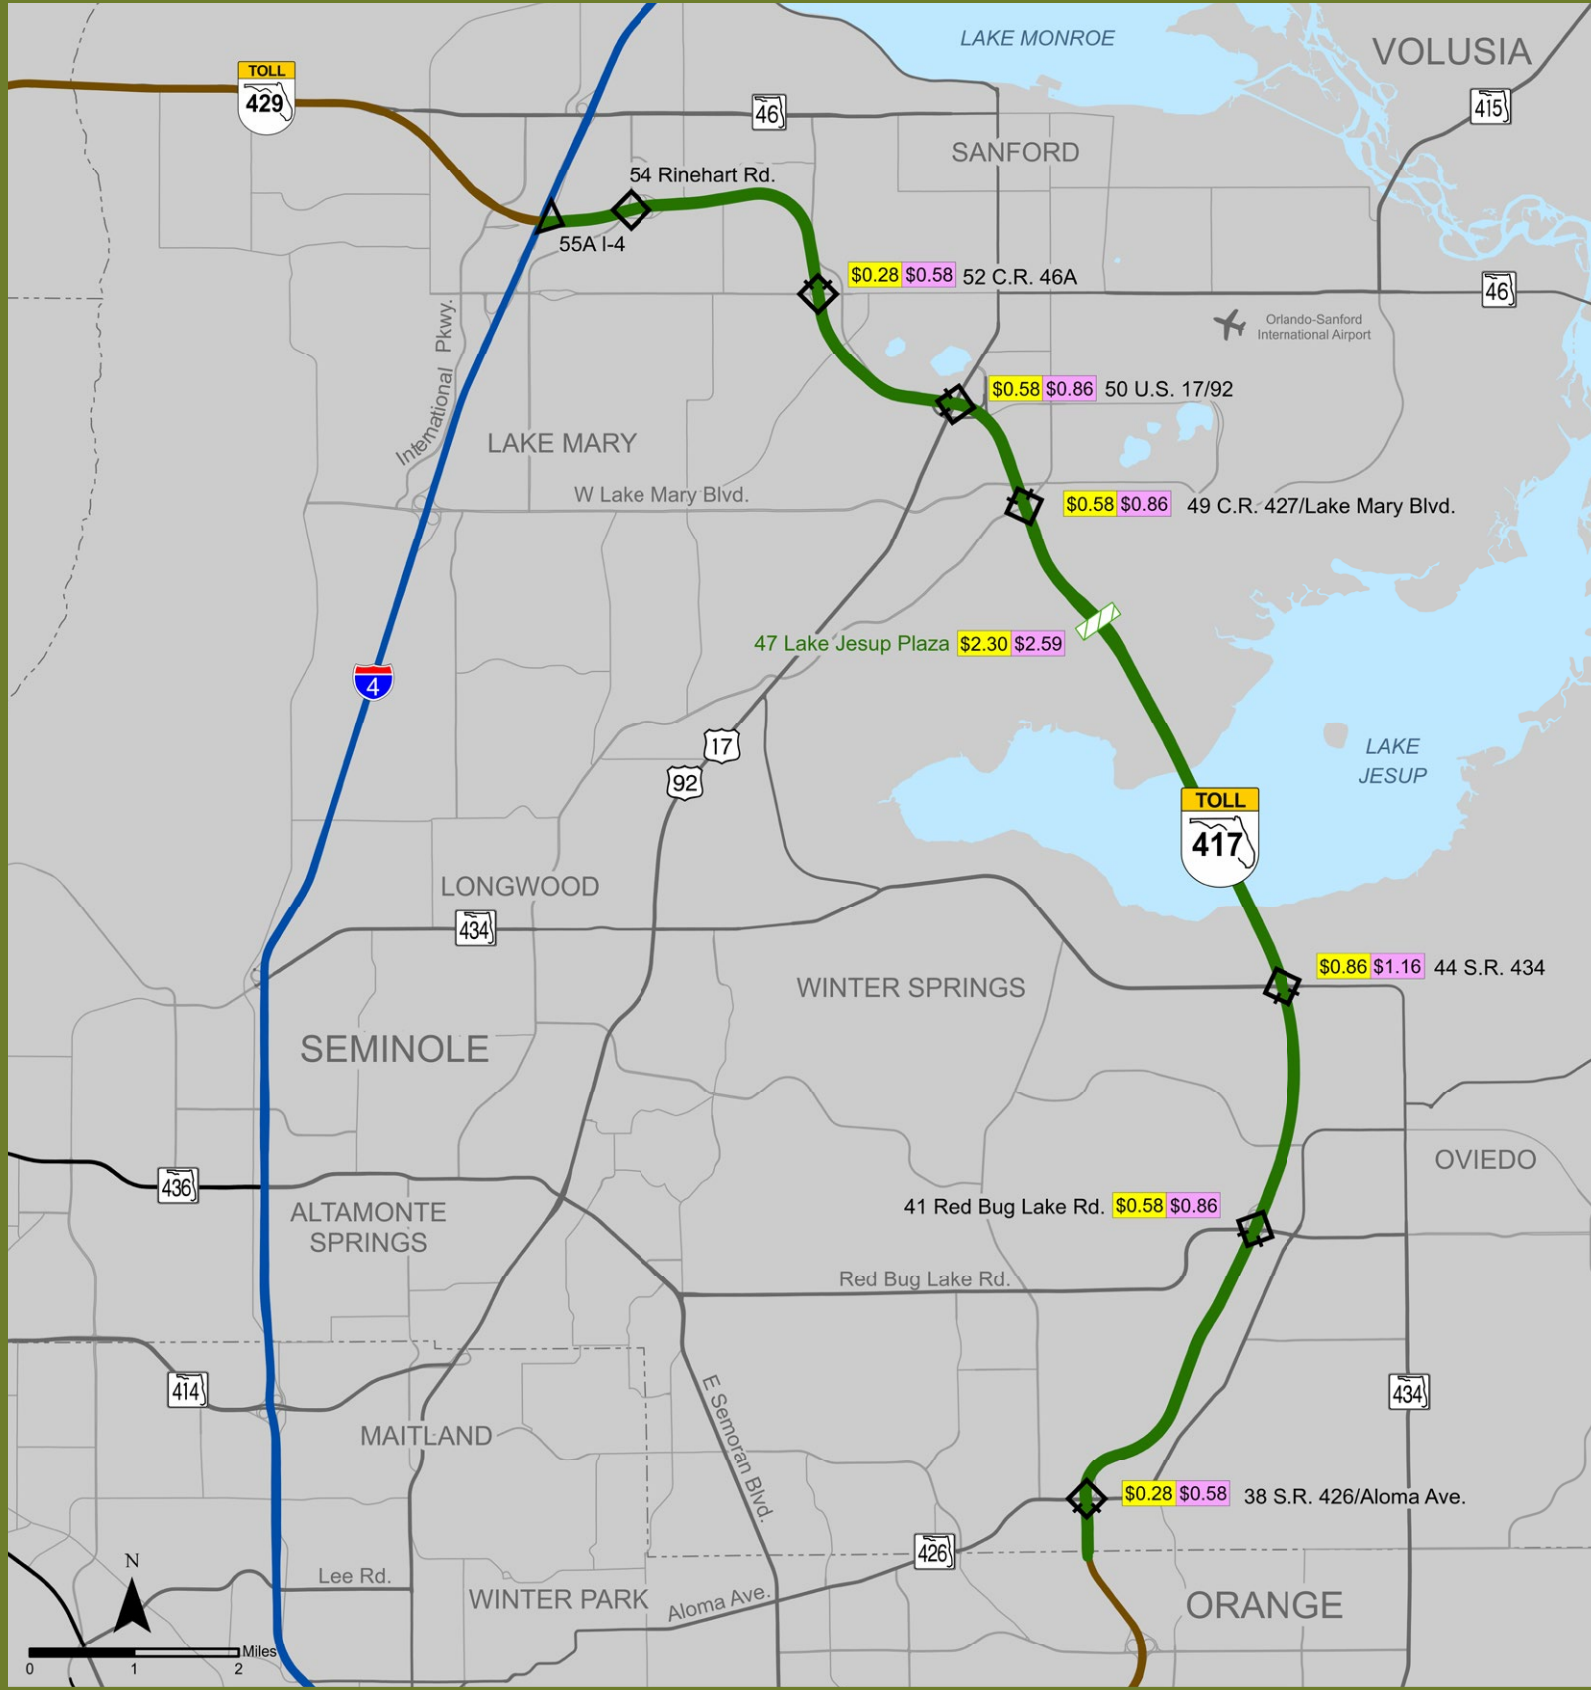 LAKE MONROE
VOLUSIA
TOLL
429
46
415
SANFORD
54 Rinehart Rd.
55A I-4
$0.28 $0.58 52 C.R. 46A
46
Orlando-Sanford
International Airport
International Pkwy.
$0.58 $0.86 50 U.S. 17/92
LAKE MARY
W Lake Mary Blvd.
$0.58 $0.86 49 C.R. 427/Lake Mary Blvd.
47 Lake Jesup Plaza $2.30 $2.59
4
17
92
LAKE
JESUP
TOLL
417
LONGWOOD
434
$0.86 $1.16 44 S.R. 434
WINTER SPRINGS
SEMINOLE
OVIEDO
436
ALTAMONTE
SPRINGS
41 Red Bug Lake Rd. $0.58 $0.86
Red Bug Lake Rd.
414
434
MAITLAND
E Semoran Blvd.
$0.28 $0.58 38 S.R. 426/Aloma Ave.
426
N
Lee Rd.
WINTER PARK
Aloma Ave.
ORANGE
Miles
0 1 2